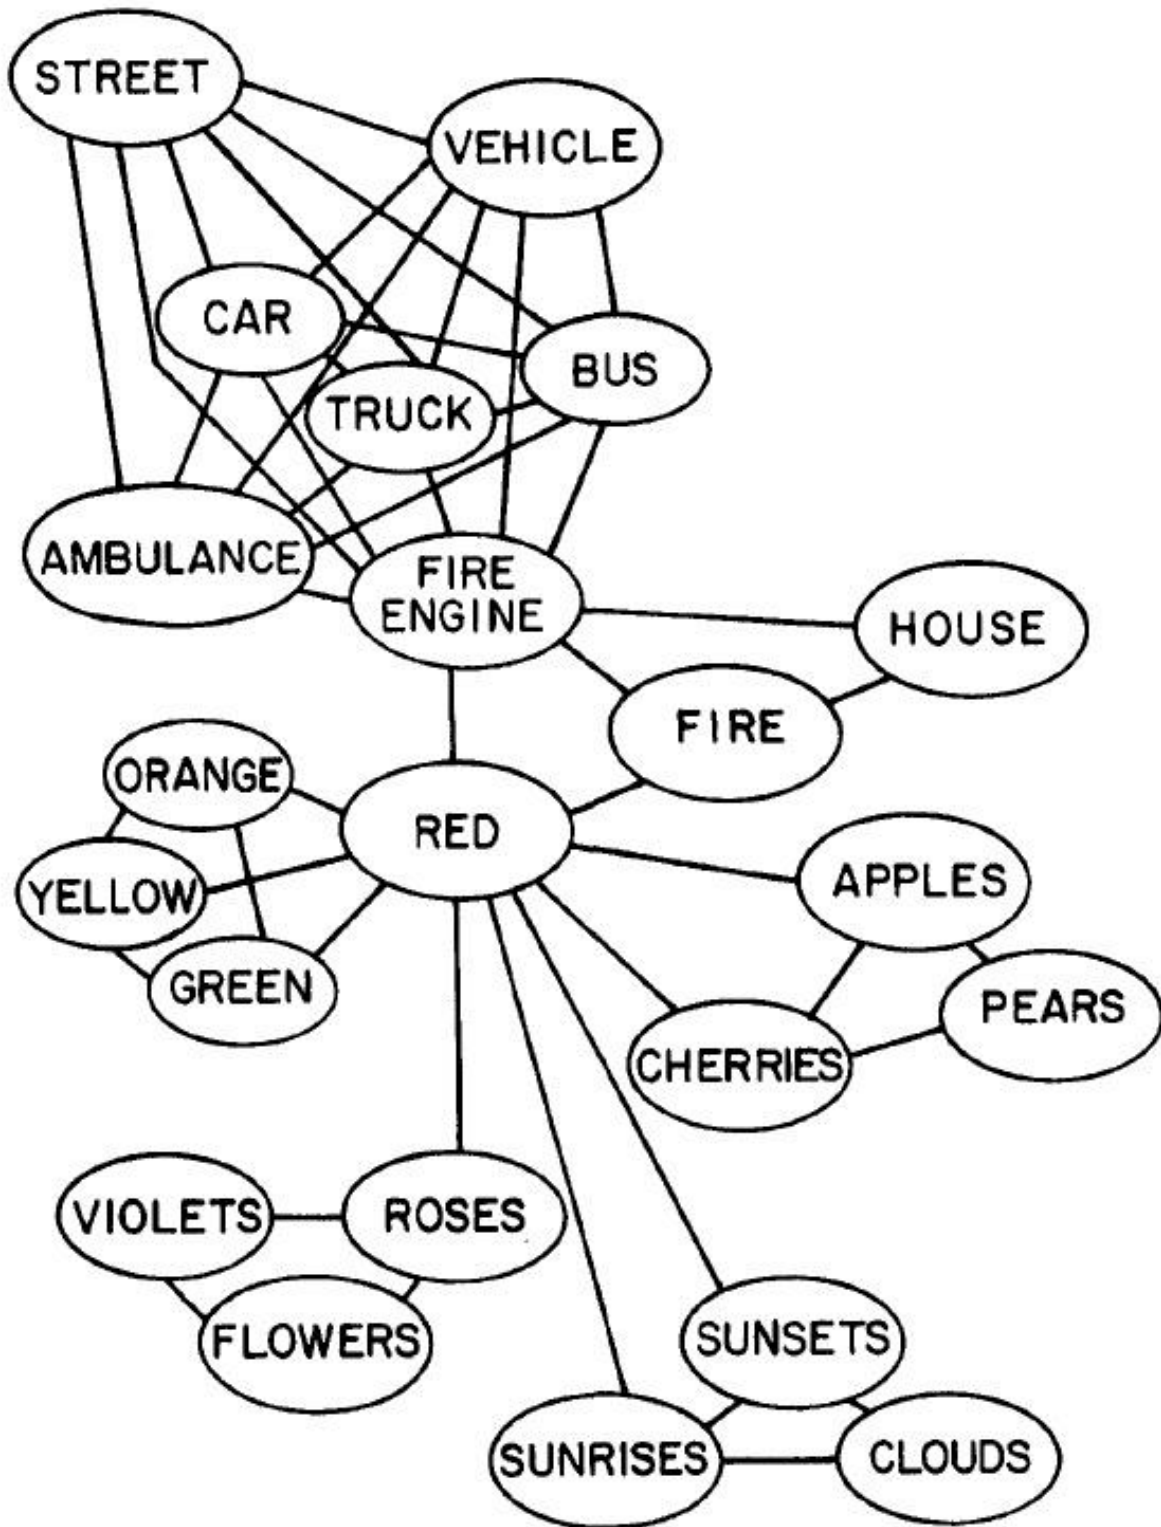 STREET
VEHICLE
CAR
BUS
TRUCK
AMBULANCE
FIRE
ENGINE
HOUSE
FIRE
ORANGE
RED
APPLES
YELLOW
GREEN
PEARS
CHERRIES
VIOLETS
ROSES
FLOWERS
SUNSETS
SUNRISES
CLOUDS